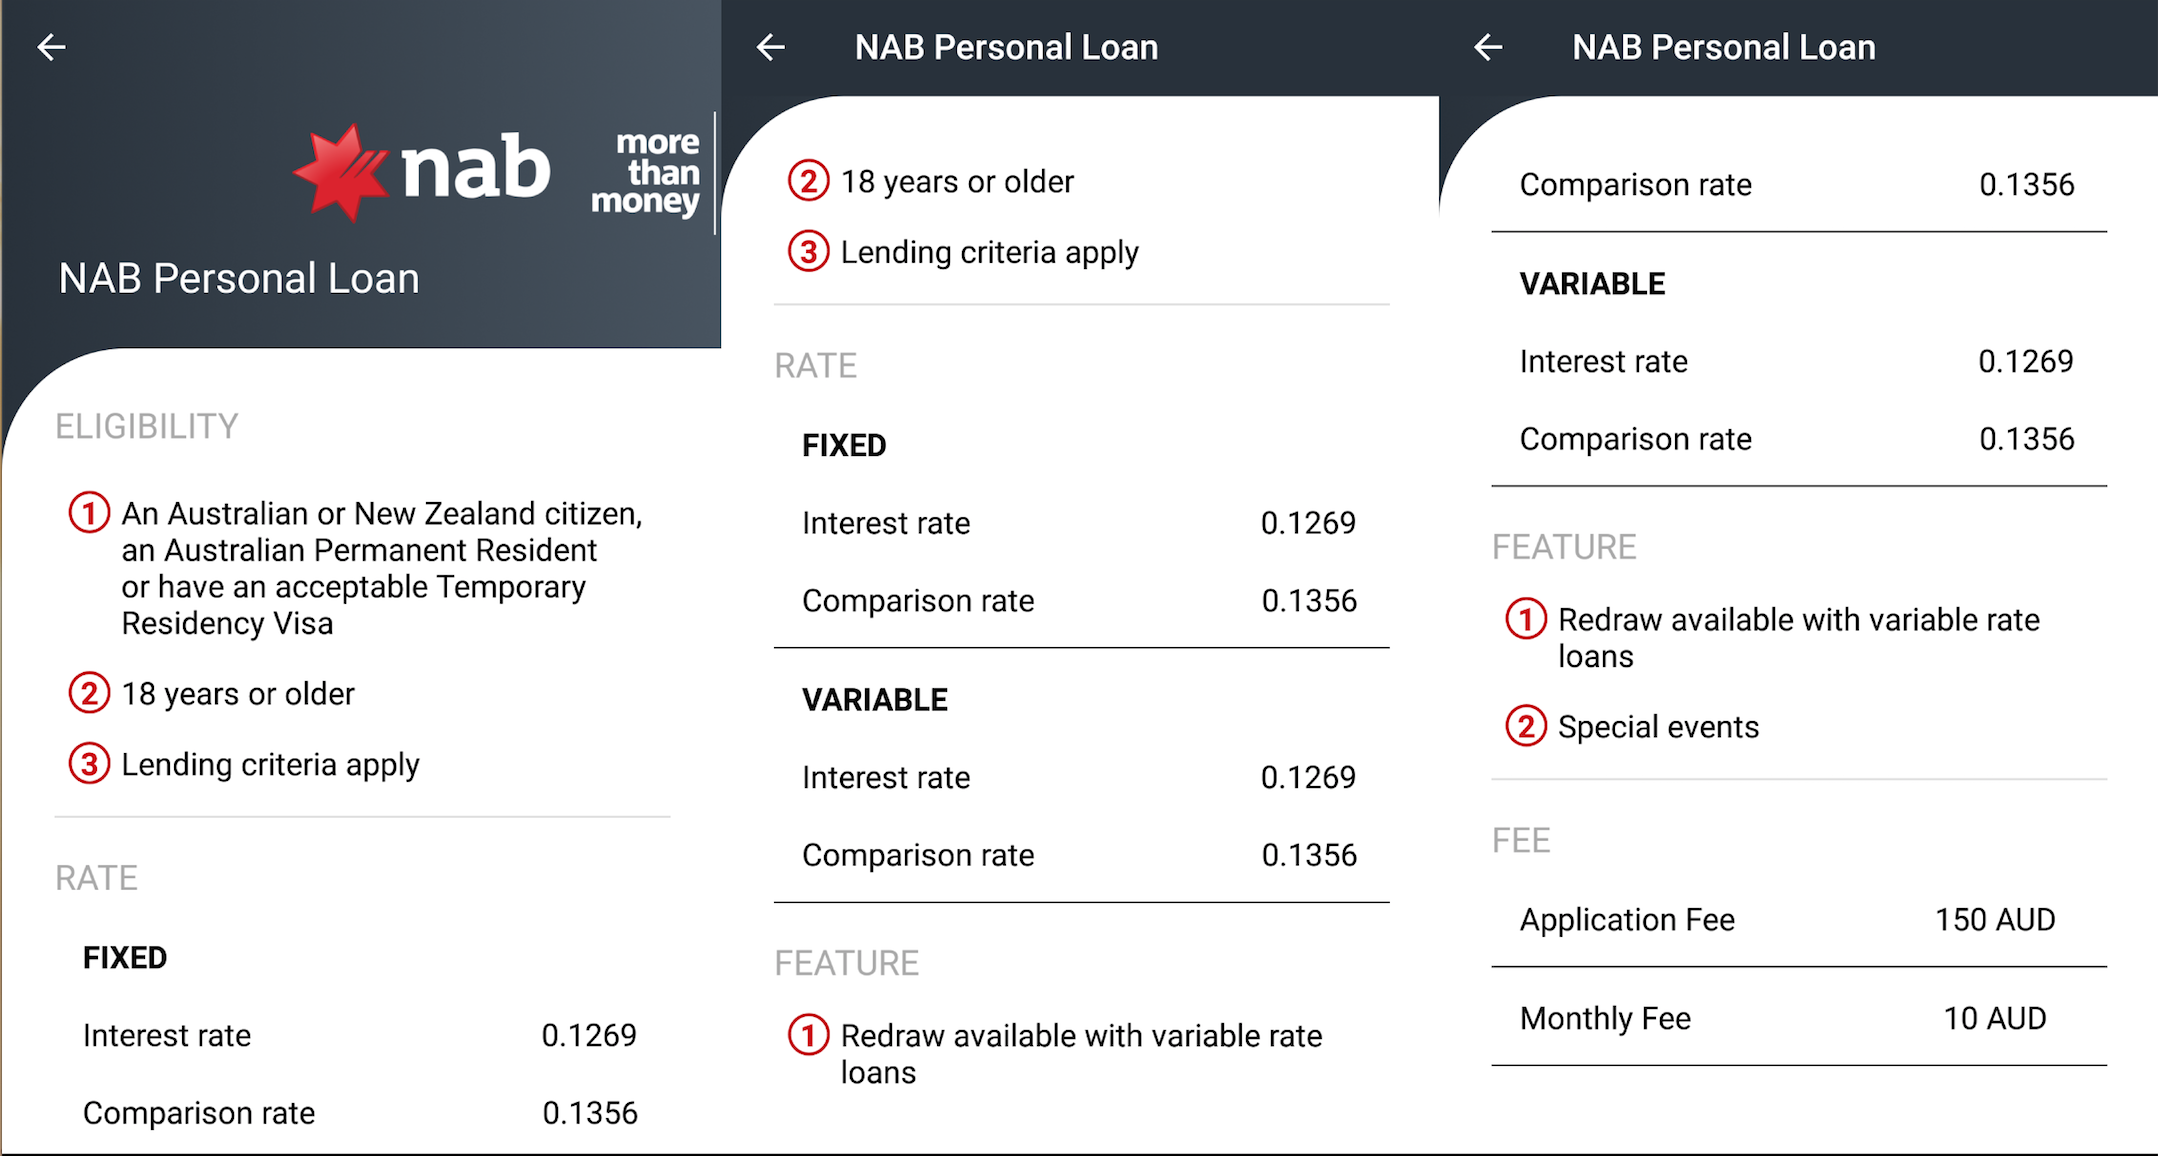 nab
more
than
money
NAB Personal Loan
ELIGIBILITY
1 An Australian or New Zealand citizen,
an Australian Permanent Resident
or have an acceptable Temporary
Residency Visa
2 18 years or older
3 Lending criteria apply
RATE
FIXED
Interest rate 0.1269
Comparison rate 0.1356
NAB Personal Loan
2 18 years or older
3 Lending criteria apply
RATE
FIXED
Interest rate 0.1269
Comparison rate 0.1356
VARIABLE
Interest rate 0.1269
Comparison rate 0.1356
FEATURE
1 Redraw available with variable rate
loans
NAB Personal Loan
Comparison rate 0.1356
VARIABLE
Interest rate 0.1269
Comparison rate 0.1356
FEATURE
1 Redraw available with variable rate
loans
2 Special events
FEE
Application Fee 150 AUD
Monthly Fee 10 AUD